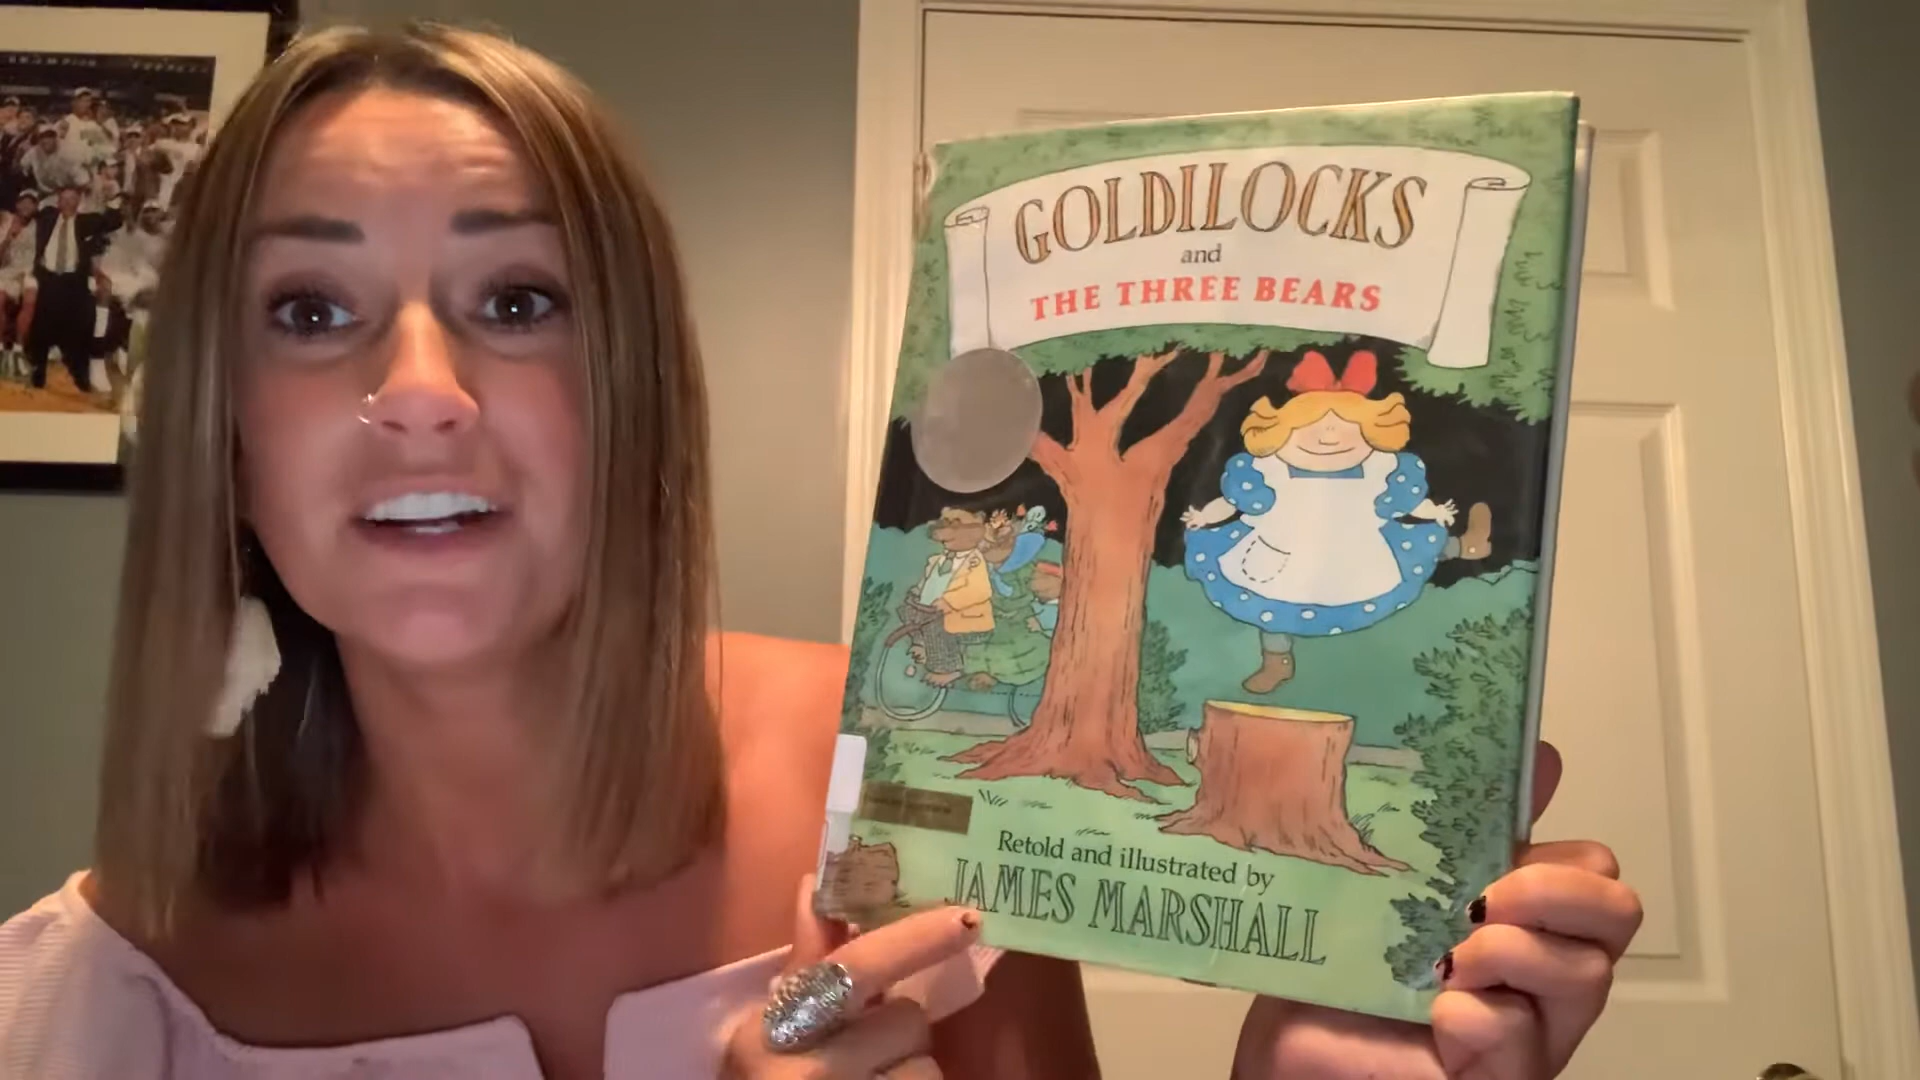 GOLDILOCKS
and
THE THREE BEARS
Retold and illustrated by
JAMES MARSHALL